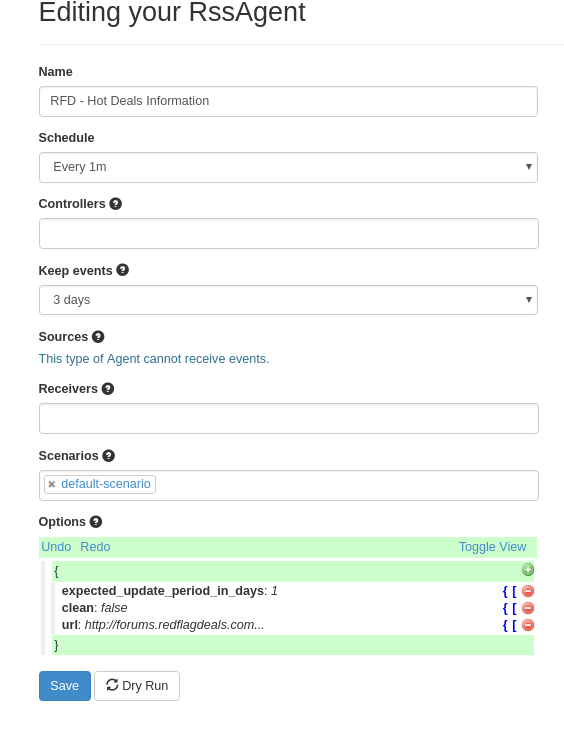 Editing your RssAgent
Name
RFD - Hot Deals Information
Schedule
Every 1m
Controllers
Keep events
3 days
Sources
This type of Agent cannot receive events.
Receivers
Scenarios
default-scenario
Options
Undo Redo Toggle View
{
expected_update_period_in_days: 1 { [
clean: false { [
url: http://forums.redflagdeals.com... { [
}
Save Dry Run